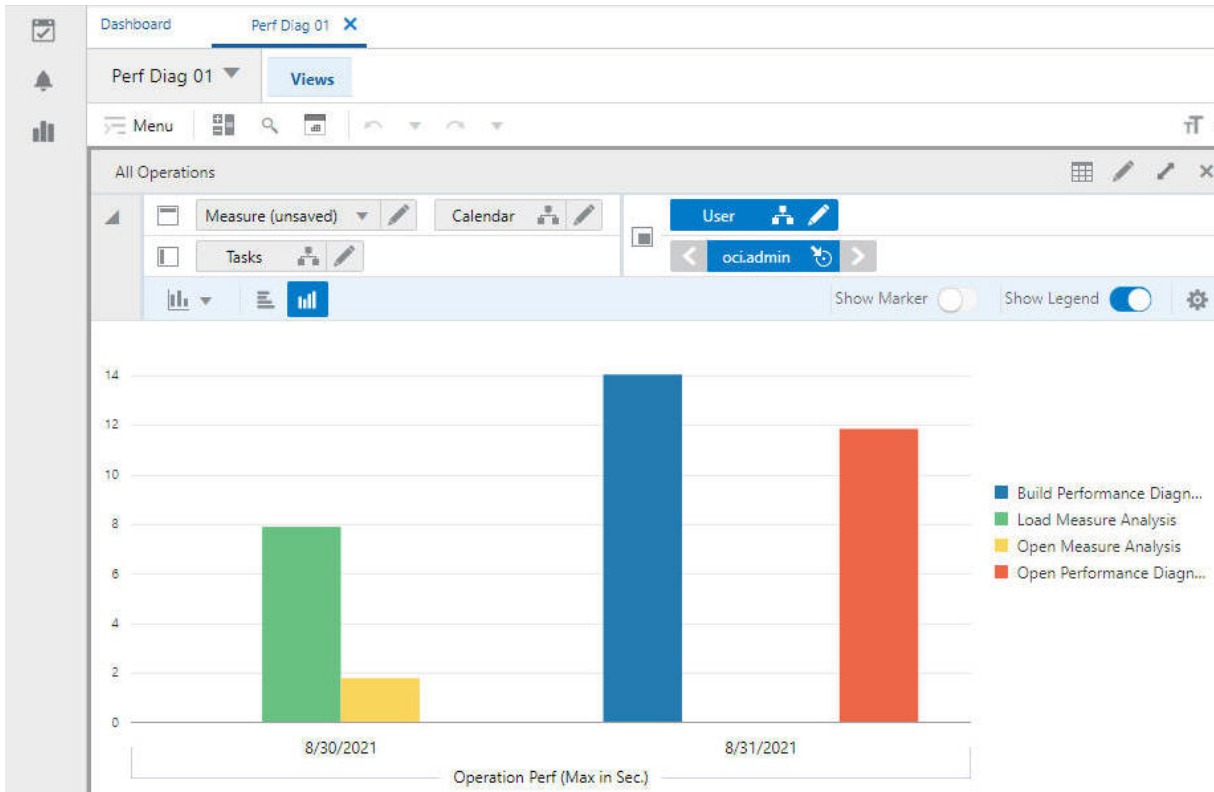 Dashboard
Perf Diag 01
Perf Diag 01
Views
Menu
All Operations
Measure (unsaved)
Calendar
User
Tasks
oci.admin
Show Marker
Show Legend
14
12
10
8
6
4
2
0
8/30/2021
8/31/2021
Operation Perf (Max in Sec.)
Build Performance Diagn...
Load Measure Analysis
Open Measure Analysis
Open Performance Diagn...